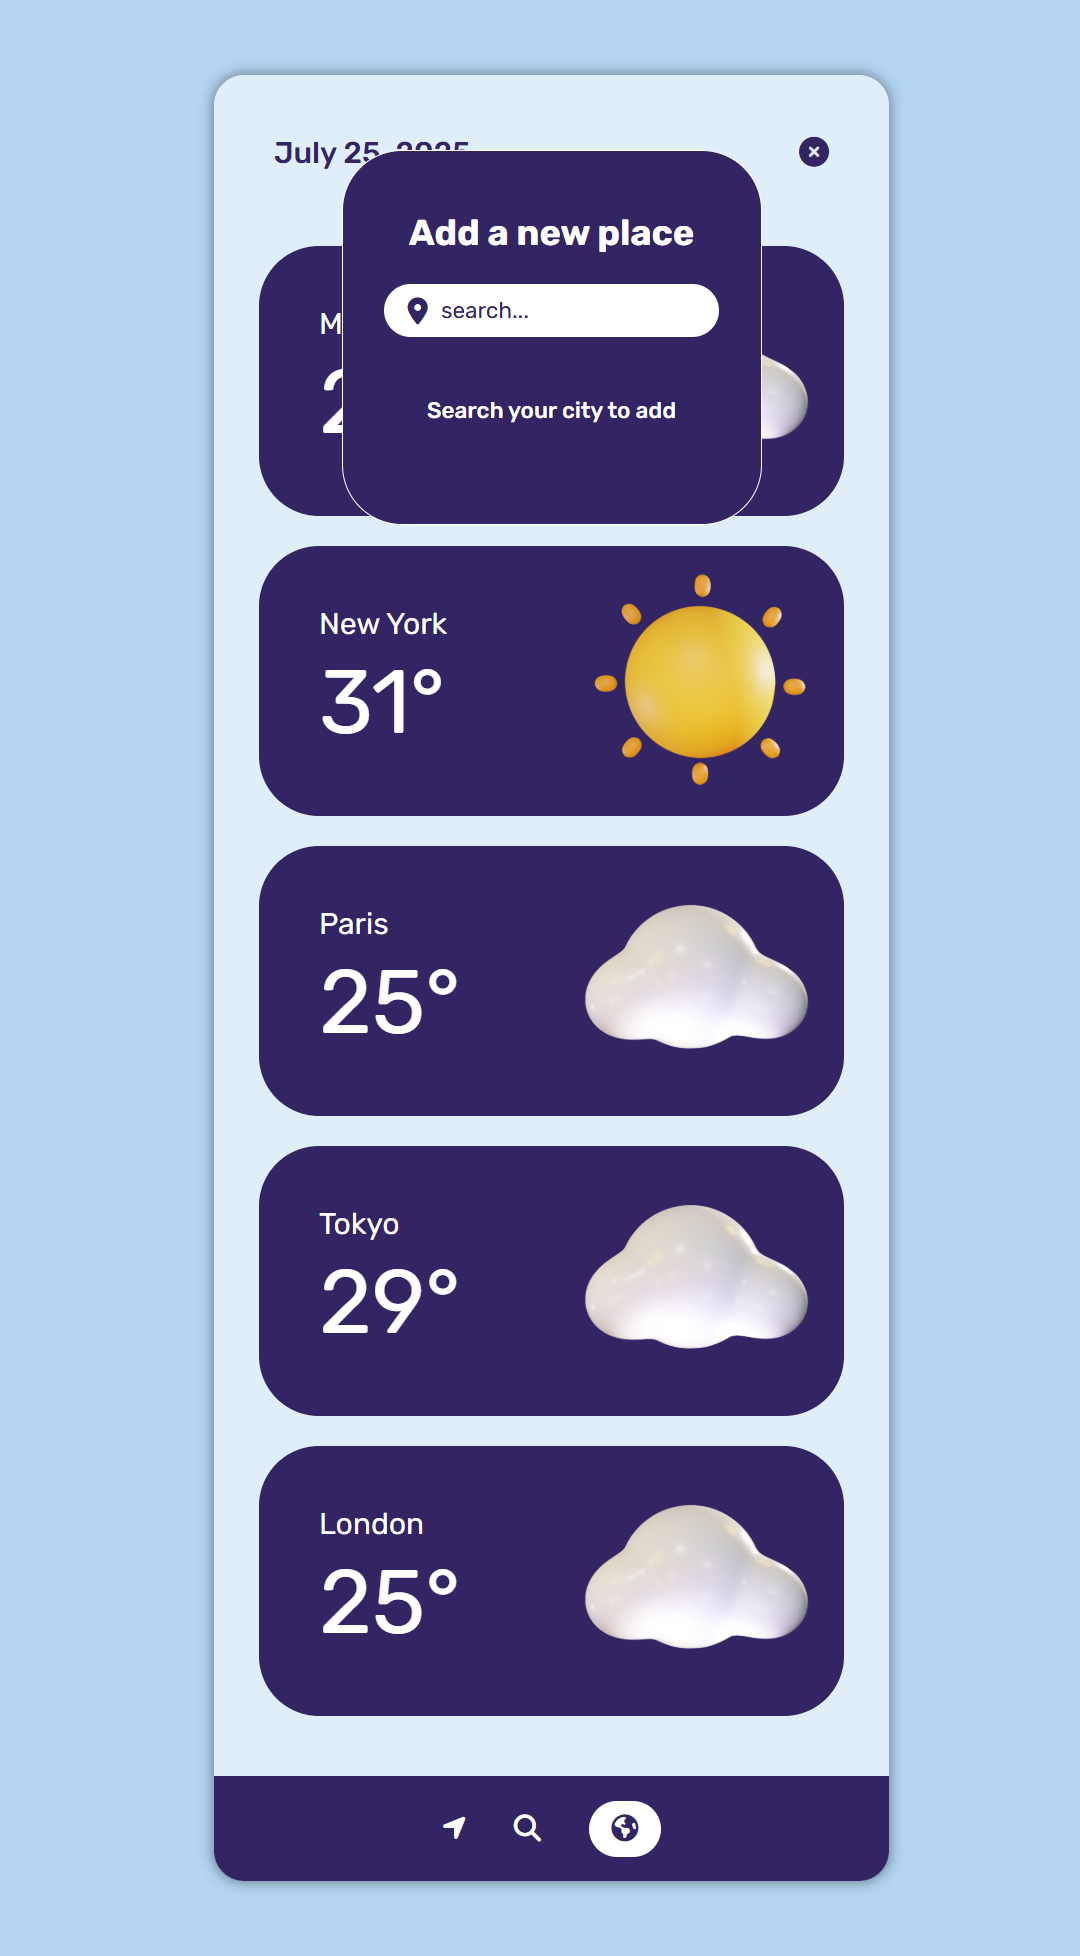 July 25, 2025
Add a new place
search...
Search your city to add
New York
31°
Paris
25°
Tokyo
29°
London
25°